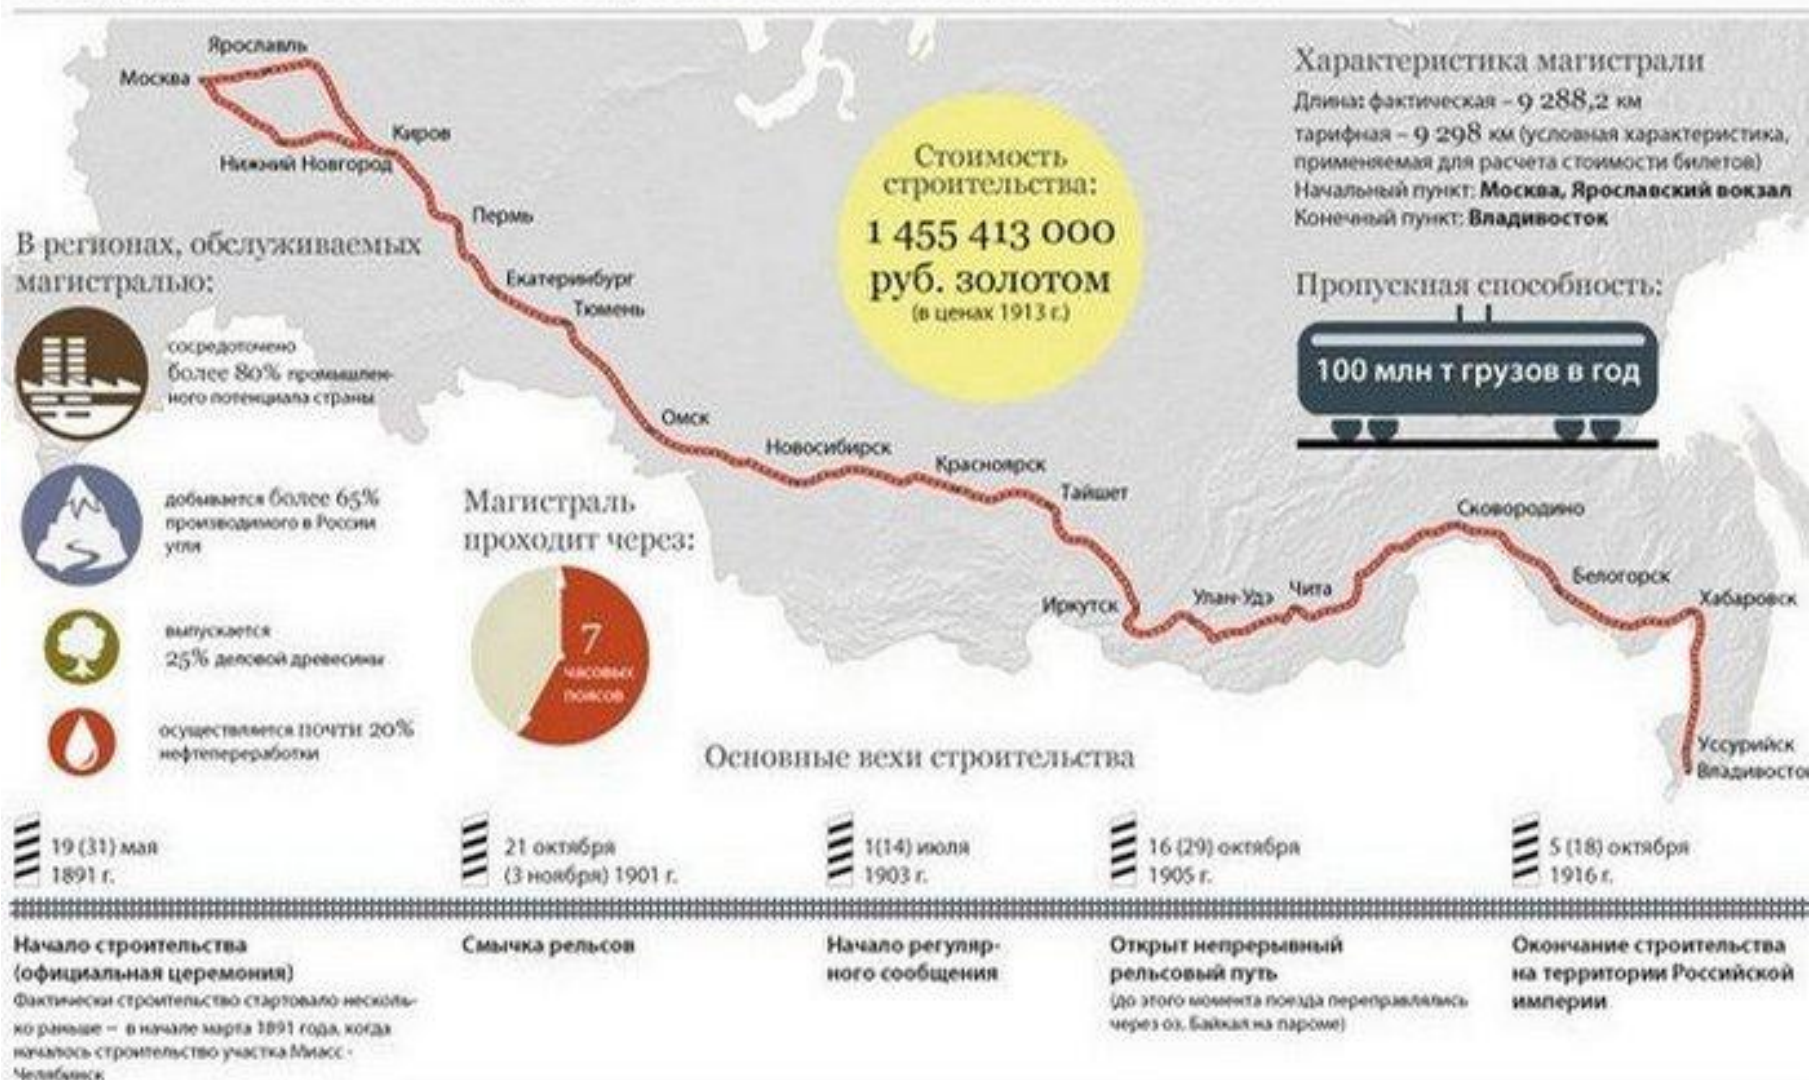 Ярославль
Москва
Киров
Нижний Новгород
Пермь
Екатеринбург
Тюмень
Омск
Новосибирск
Красноярск
Тайшет
Иркутск
Улан-Удэ
Чита
Сковородино
Белогорск
Хабаровск
Уссурийск
Владивосто
Стоимость
строительства:
1 455 413 000
руб. золотом
(в ценах 1913 г.)
Характеристика магистрали
Длина: фактическая – 9 288,2 км
тарифная – 9 298 км (условная характеристика,
применяемая для расчета стоимости билетов)
Начальный пункт: Москва, Ярославский вокзал
Конечный пункт: Владивосток
Пропускная способность:
100 млн т грузов в год
В регионах, обслуживаемых
магистралью:
сосредоточено
более 80% промышлен-
ного потенциала страны
добывается более 65%
производимого в России
угля
выпускается
25% деловой древесины
осуществляется почти 20%
нефтепереработки
Магистраль
проходит через:
7
часовых
поясов
Основные вехи строительства
19 (31) мая
1891 г.
Начало строительства
(официальная церемония)
Фактически строительство стартовало несколь-
ко раньше – в начале марта 1891 года, когда
началось строительство участка Миасс -
Челябинск
21 октября
(3 ноября) 1901 г.
Смычка рельсов
1(14) июля
1903 г.
Начало регуляр-
ного сообщения
16 (29) октября
1905 г.
Открыт непрерывный
рельсовый путь
(до этого момента поезда переправлялись
через оз. Байкал на пароме)
5 (18) октября
1916 г.
Окончание строительства
на территории Российской
империи